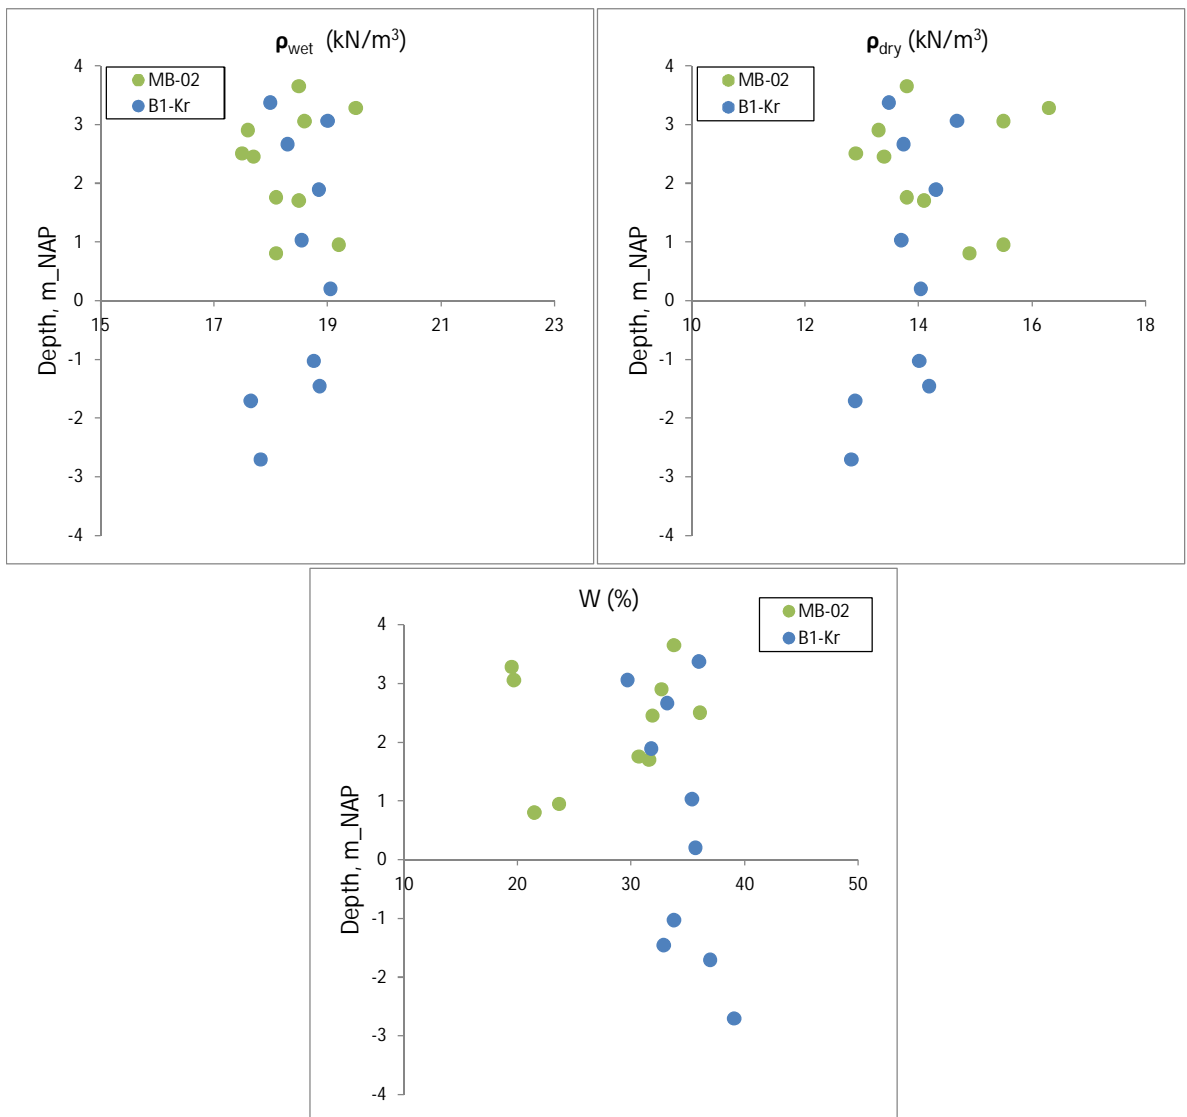 ρwet (kN/m³)
MB-02
B1-Kr
4
3
2
1
0
-1
-2
-3
-4
15 17 19 21 23
Depth, m_NAP
ρdry (kN/m³)
MB-02
B1-Kr
4
3
2
1
0
-1
-2
-3
-4
10 12 14 16 18
Depth, m_NAP
W (%)
MB-02
B1-Kr
4
3
2
1
0
-1
-2
-3
-4
10 20 30 40 50
Depth, m_NAP